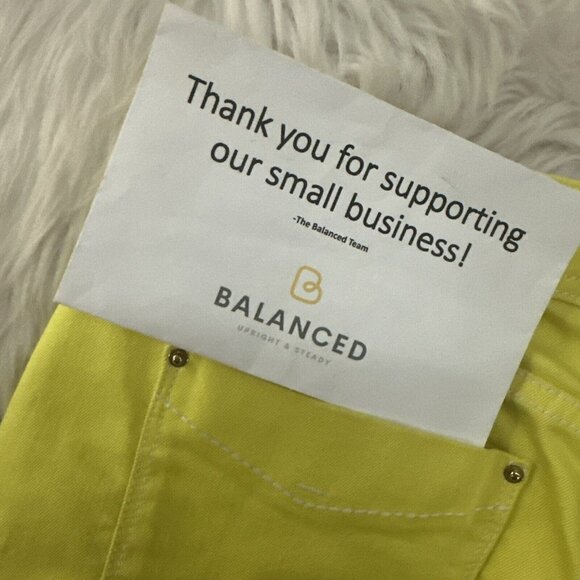 Thank you for supporting
our small business!
-The Balanced Team
BALANCED
UPRIGHT & STEADY